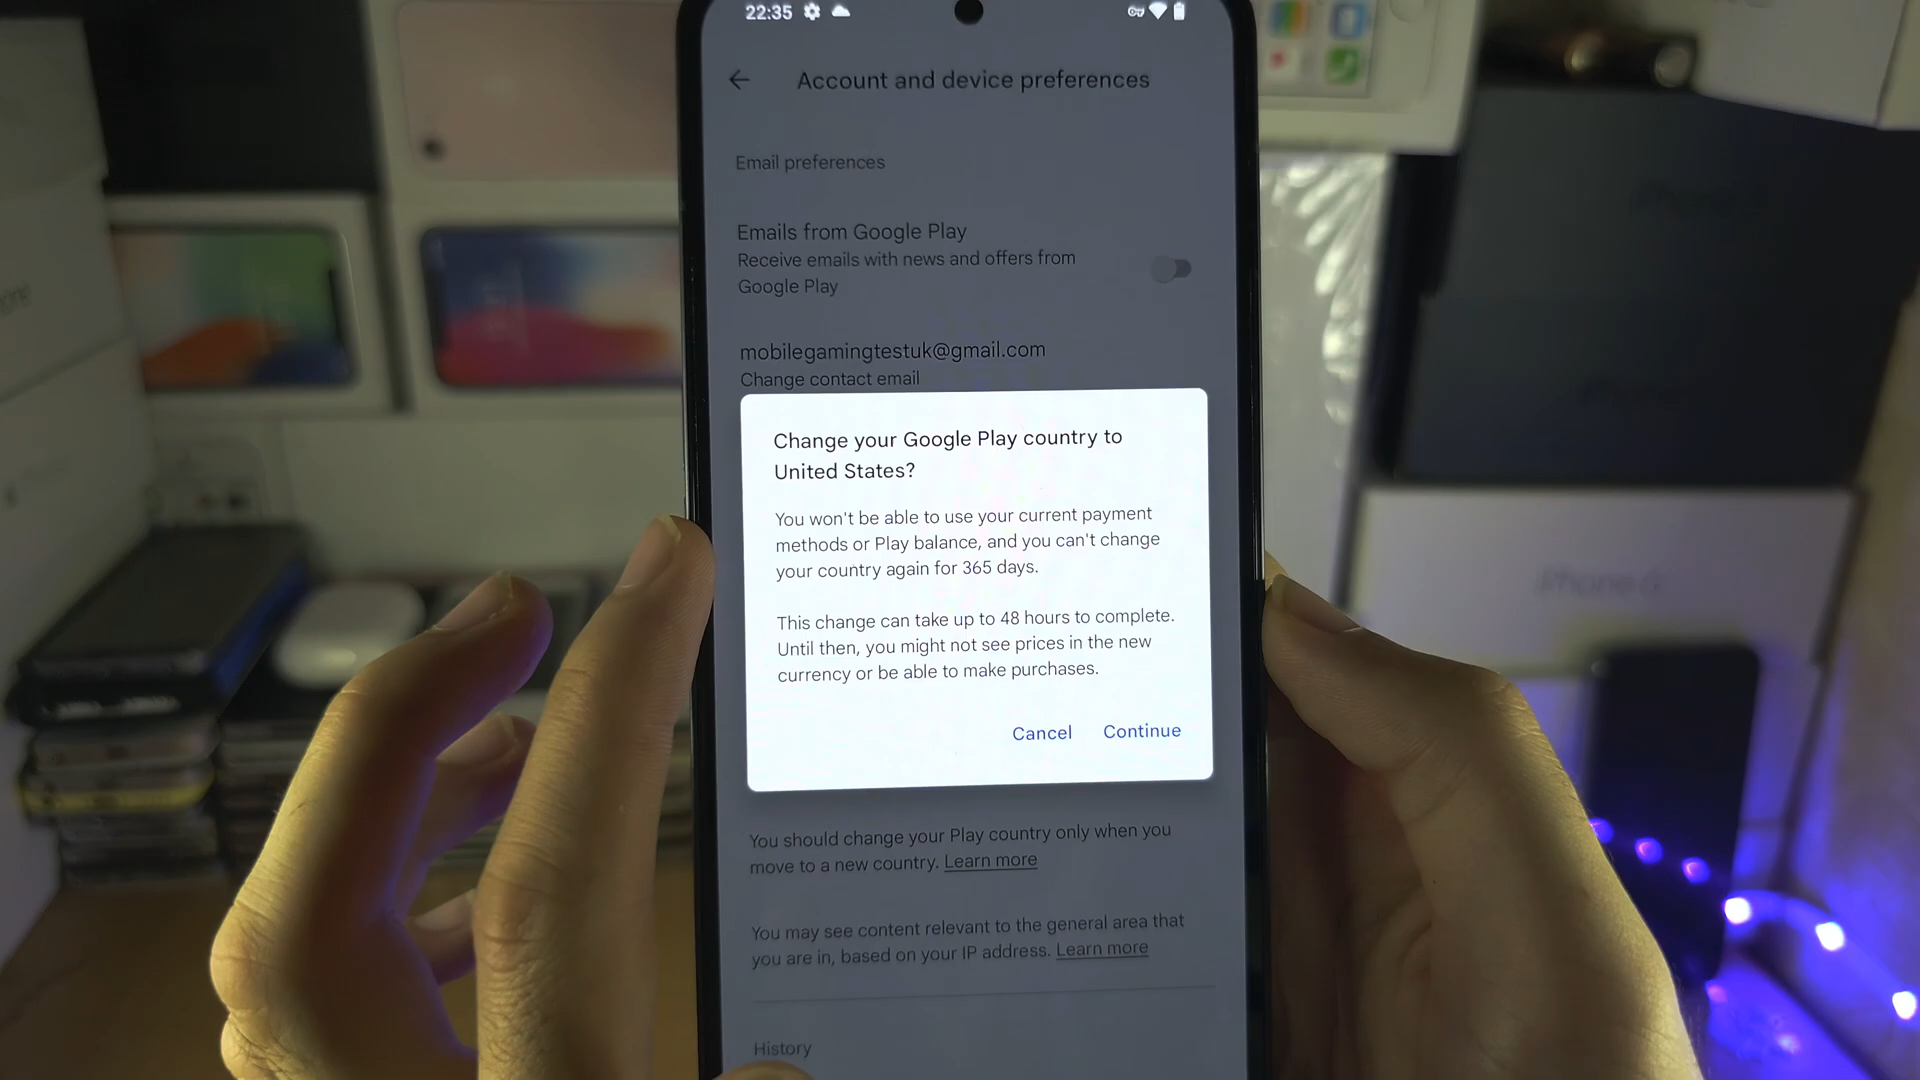 22:35
Account and device preferences
Email preferences
Emails from Google Play
Receive emails with news and offers from
Google Play
mobilegamingtestuk@gmail.com
Change contact email
Change your Google Play country to
United States?
You won't be able to use your current payment
methods or Play balance, and you can't change
your country again for 365 days.
This change can take up to 48 hours to complete.
Until then, you might not see prices in the new
currency or be able to make purchases.
Cancel Continue
You should change your Play country only when you
move to a new country. Learn more
You may see content relevant to the general area that
you are in, based on your IP address. Learn more
History